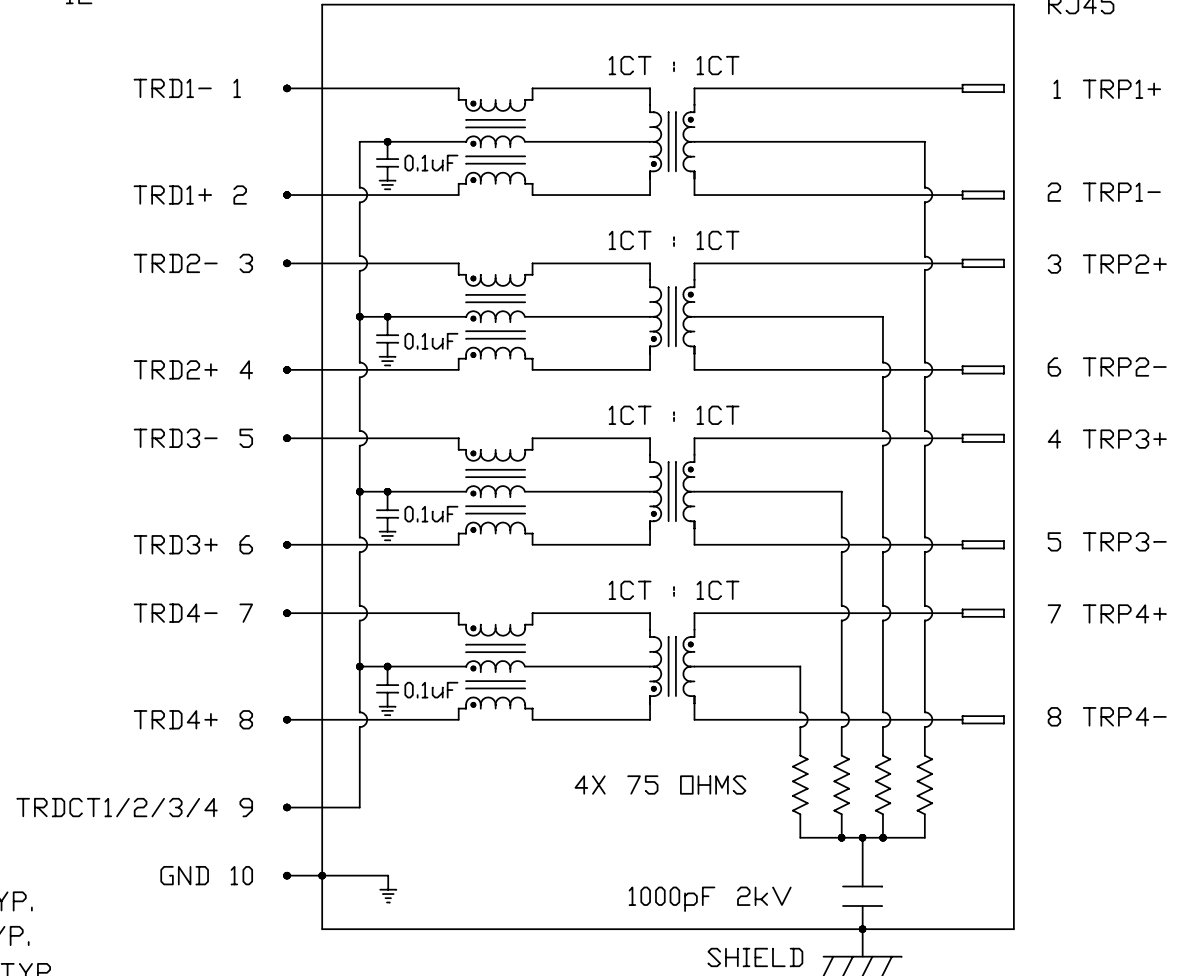 RJ45
1CT : 1CT
TRD1- 1
1 TRP1+
0.1uF
TRD1+ 2
2 TRP1-
1CT : 1CT
TRD2- 3
3 TRP2+
0.1uF
TRD2+ 4
6 TRP2-
1CT : 1CT
TRD3- 5
4 TRP3+
0.1uF
TRD3+ 6
5 TRP3-
1CT : 1CT
TRD4- 7
7 TRP4+
0.1uF
TRD4+ 8
8 TRP4-
4X 75 OHMS
TRDCT1/2/3/4 9
GND 10
1000pF 2kV
YP.
YP.
SHIELD
TYP